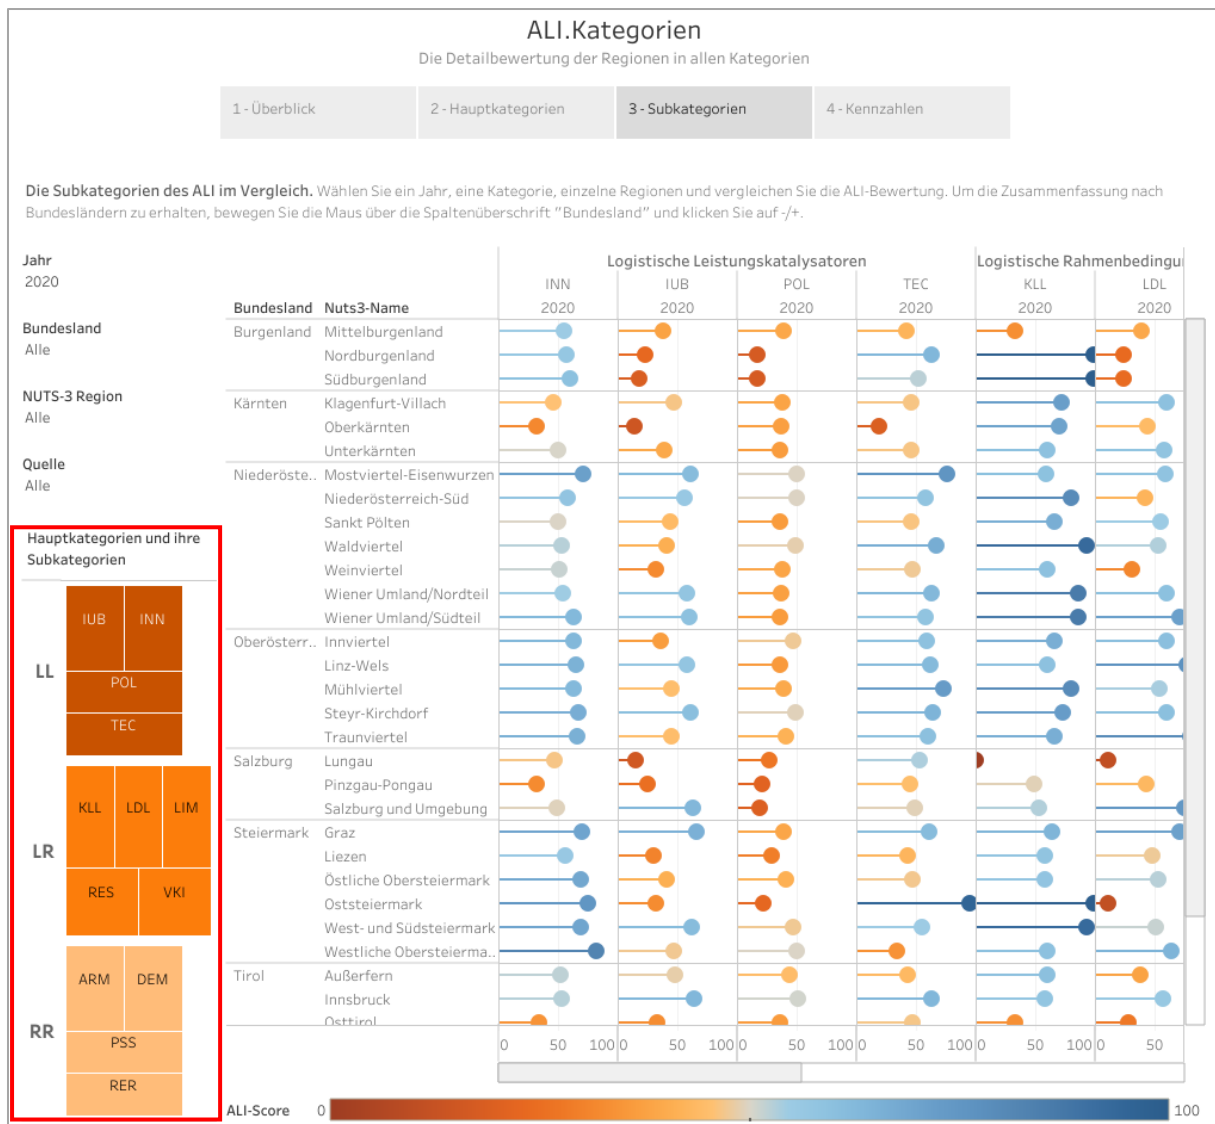 ALI.Kategorien
Die Detailbewertung der Regionen in allen Kategorien
1 - Überblick 2 - Hauptkategorien 3 - Subkategorien 4 - Kennzahlen
Die Subkategorien des ALI im Vergleich. Wählen Sie ein Jahr, eine Kategorie, einzelne Regionen und vergleichen Sie die ALI-Bewertung. Um die Zusammenfassung nach
Bundesländern zu erhalten, bewegen Sie die Maus über die Spaltenüberschrift "Bundesland" und klicken Sie auf -/+.
Jahr
2020
Bundesland
Alle
NUTS-3 Region
Alle
Quelle
Alle
Hauptkategorien und ihre
Subkategorien
LL
IUB INN
POL
TEC
LR
KLL LDL LIM
RES VKI
RR
ARM DEM
PSS
RER
Logistische Leistungskatalysatoren Logistische Rahmenbedingu
INN IUB POL TEC KLL LDL
Bundesland Nuts3-Name 2020 2020 2020 2020 2020 2020
Burgenland Mittelburgenland
Nordburgenland
Südburgenland
Kärnten Klagenfurt-Villach
Oberkärnten
Unterkärnten
Niederöste.. Mostviertel-Eisenwurzen
Niederösterreich-Süd
Sankt Pölten
Waldviertel
Weinviertel
Wiener Umland/Nordteil
Wiener Umland/Südteil
Oberösterr.. Innviertel
Linz-Wels
Mühlviertel
Steyr-Kirchdorf
Traunviertel
Salzburg Lungau
Pinzgau-Pongau
Salzburg und Umgebung
Steiermark Graz
Liezen
Östliche Obersteiermark
Oststeiermark
West- und Südsteiermark
Westliche Obersteierma..
Tirol Außerfern
Innsbruck
Osttirol
0 50 100 0 50 100 0 50 100 0 50 100 0 50 100 0 50
ALI-Score 0 100